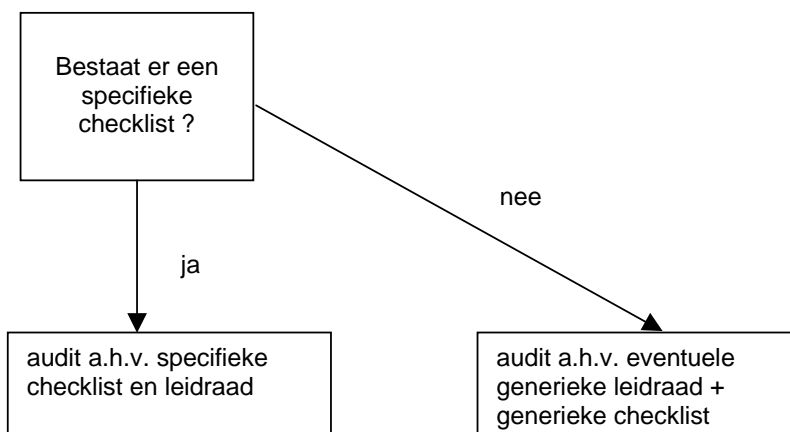 Bestaat er een
specifieke
checklist ?
nee
ja
audit a.h.v. specifieke
checklist en leidraad
audit a.h.v. eventuele
generieke leidraad +
generieke checklist